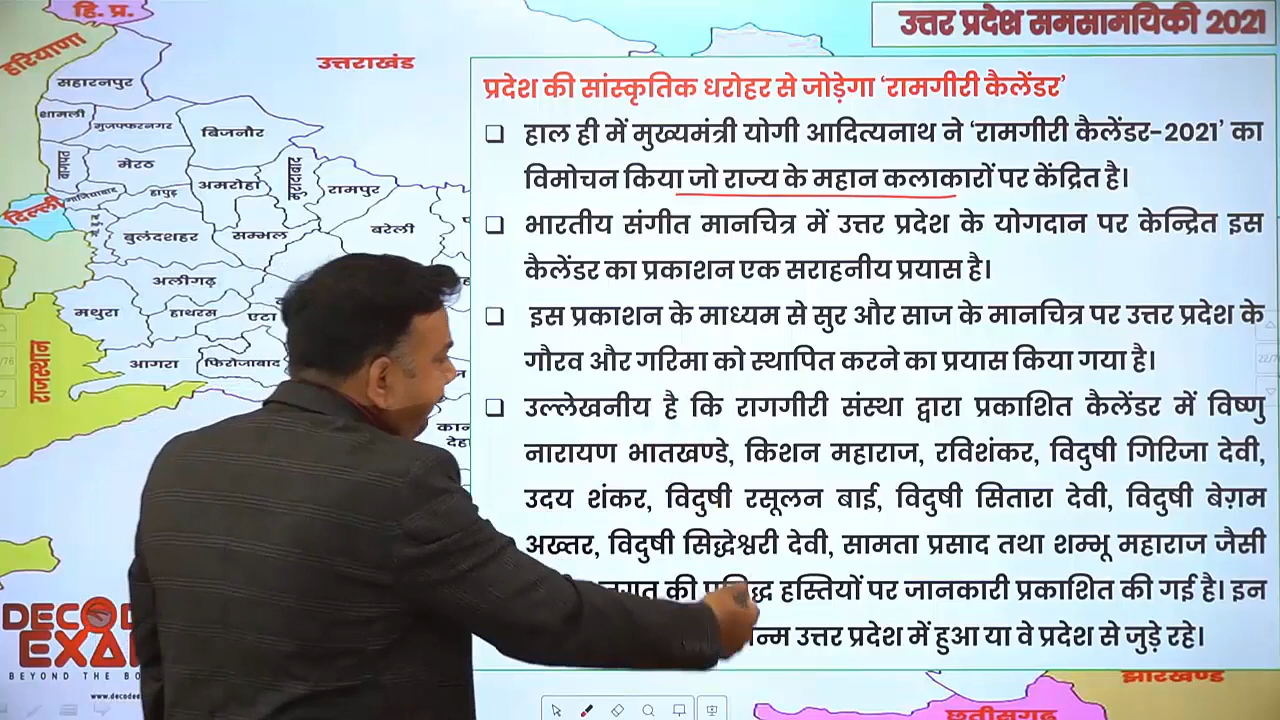 उत्तर प्रदेश समसामयिकी 2021
प्रदेश की सांस्कृतिक धरोहर से जोड़ेगा 'रामगीरी कैलेंडर'
हाल ही में मुख्यमंत्री योगी आदित्यनाथ ने 'रामगीरी कैलेंडर-2021' का
विमोचन किया जो राज्य के महान कलाकारों पर केंद्रित है।
भारतीय संगीत मानचित्र में उत्तर प्रदेश के योगदान पर केन्द्रित इस
कैलेंडर का प्रकाशन एक सराहनीय प्रयास है।
इस प्रकाशन के माध्यम से सुर और साज के मानचित्र पर उत्तर प्रदेश के
गौरव और गरिमा को स्थापित करने का प्रयास किया गया है।
उल्लेखनीय है कि रागगीरी संस्था द्वारा प्रकाशित कैलेंडर में विष्णु
नारायण भातखण्डे, किशन महाराज, रविशंकर, विदुषी गिरिजा देवी,
उदय शंकर, विदुषी रसूलन बाई, विदुषी सितारा देवी, विदुषी बेग़म
अख्तर, विदुषी सिद्धेश्वरी देवी, सामता प्रसाद तथा शम्भू महाराज जैसी
की हस्तियों पर जानकारी प्रकाशित की गई है। इन
उत्तर प्रदेश में हुआ या वे प्रदेश से जुड़े रहे।
हि. प्र.
हरियाणा
उत्तराखंड
सहारनपुर
शामली
मुजफ्फरनगर
बिजनौर
बागपत
मेरठ
अमरोहा
मुरादाबाद
रामपुर
हापुड़
गाजियाबाद
दिल्ली
बुलंदशहर
सम्भल
बरेली
अलीगढ़
मथुरा
हाथरस
एटा
आगरा
फिरोजाबाद
राजस्थान
झारखण्ड
छत्तीसगढ़
BEYOND THE